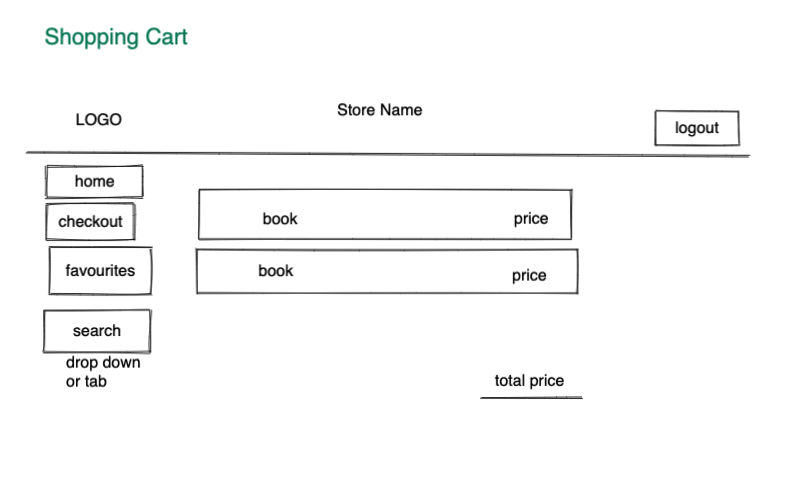 Shopping Cart
LOGO
Store Name
logout
home
checkout
favourites
search
drop down
or tab
book price
book price
total price